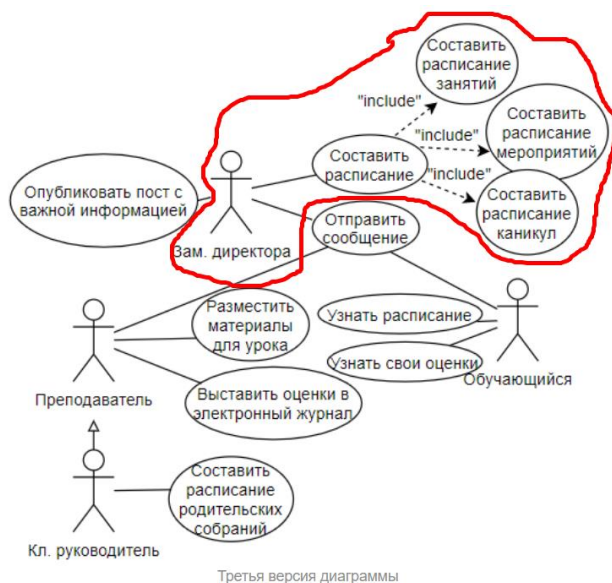 Составить
расписание
занятий
"include"
"include"
Составить
расписание
мероприятий
Составить
расписание
"include"
Составить
расписание
каникул
Опубликовать пост с
важной информацией
Зам. директора
Отправить
сообщение
Разместить
материалы
для урока
Узнать расписание
Узнать свои оценки
Обучающийся
Преподаватель
Выставить оценки в
электронный журнал
Составить
расписание
родительских
собраний
Кл. руководитель
Третья версия диаграммы